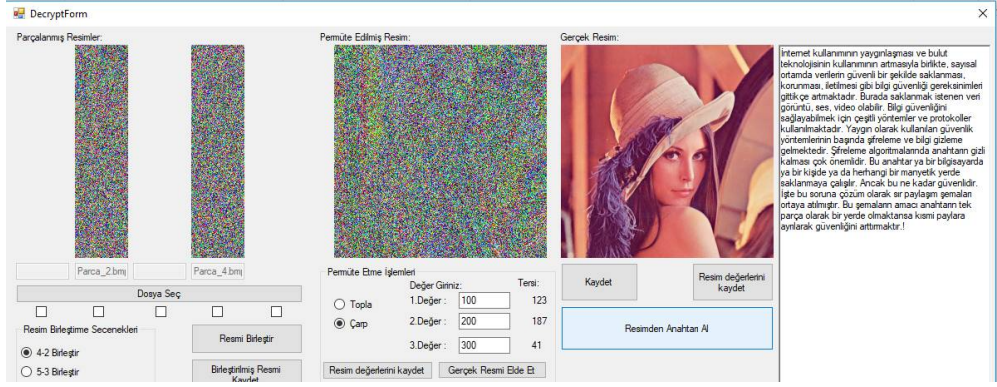 DecryptForm
Parçalanmış Resimler:
Parca_2.bmp
Parca_4.bmp
Dosya Seç
Resim Birleştirme Secenekleri
4-2 Birleştir
5-3 Birleştir
Resmi Birleştir
Birleştirilmiş Resmi
Kaydet
Permüte Edilmiş Resim:
Permüte Etme İşlemleri
Topla
Çarp
Değer Giriniz:
Tersi:
1.Değer : 100 123
2.Değer : 200 187
3.Değer : 300 41
Resim değerlerini kaydet
Gerçek Resmi Elde Et
Gerçek Resim:
Kaydet
Resim değerlerini
kaydet
Resimden Anahtarı Al
İnternet kullanımının yaygınlaşması ve bulut
teknolojisinin kullanımının artmasıyla birlikte, sayısal
ortamda verilerin güvenli bir şekilde saklanması,
korunması, iletilmesi gibi bilgi güvenliği gereksinimleri
gittikçe artmaktadır. Burada saklanmak istenen veri
görüntü, ses, video olabilir. Bilgi güvenliğini
sağlayabilmek için çeşitli yöntemler ve protokoller
kullanılmaktadır. Yaygın olarak kullanılan güvenlik
yöntemlerinin başında şifreleme ve bilgi gizleme
gelmektedir. Şifreleme algoritmalarında anahtarın gizli
kalması çok önemlidir. Bu anahtar ya bir bilgisayarda
ya bir kişide ya da herhangi bir manyetik yerde
saklanmaya çalışılır. Ancak bu ne kadar güvenlidir.
İşte bu soruna çözüm olarak sır paylaşım şemaları
ortaya atılmıştır. Bu şemaların amacı anahtarın tek
parça olarak bir yerde olmaktansa kısmi paylara
ayrılarak güvenliğini arttırmaktır.!